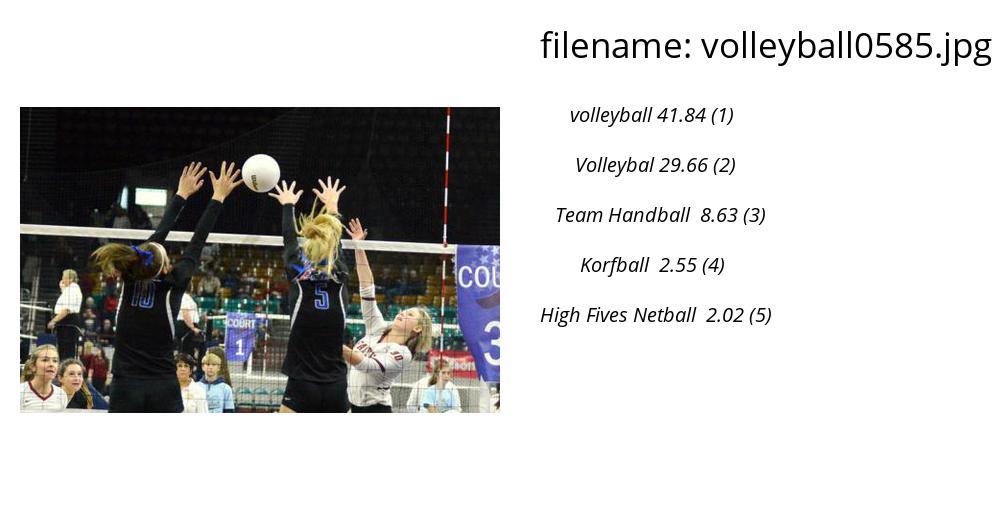 filename: volleyball0585.jpg
volleyball 41.84 (1)
Volleybal 29.66 (2)
Team Handball 8.63 (3)
Korfball 2.55 (4)
High Fives Netball 2.02 (5)
10
5
COURT
1
COU
3
30